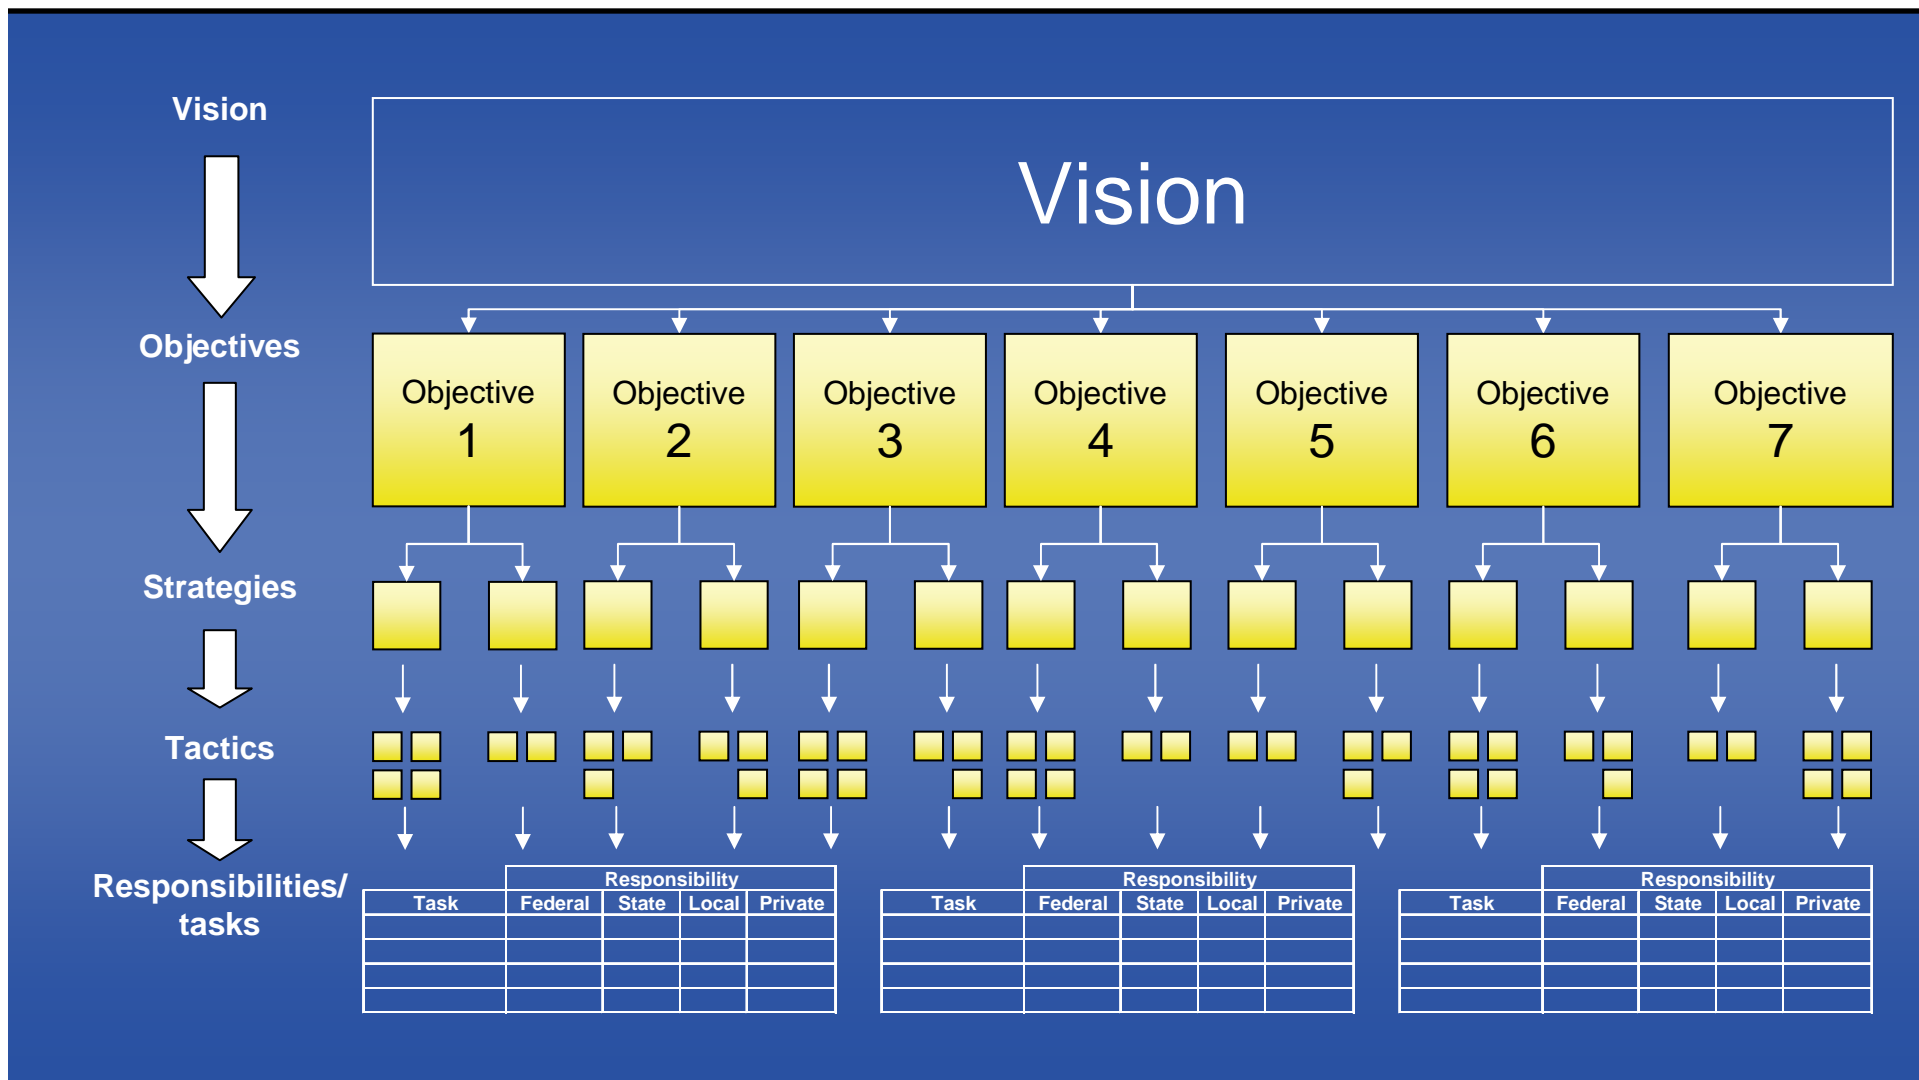 Vision
Vision
Objectives
Objective
1
Objective
2
Objective
3
Objective
4
Objective
5
Objective
6
Objective
7
Strategies
Tactics
Responsibilities/
tasks
Responsibility
Task Federal State Local Private
Responsibility
Task Federal State Local Private
Responsibility
Task Federal State Local Private